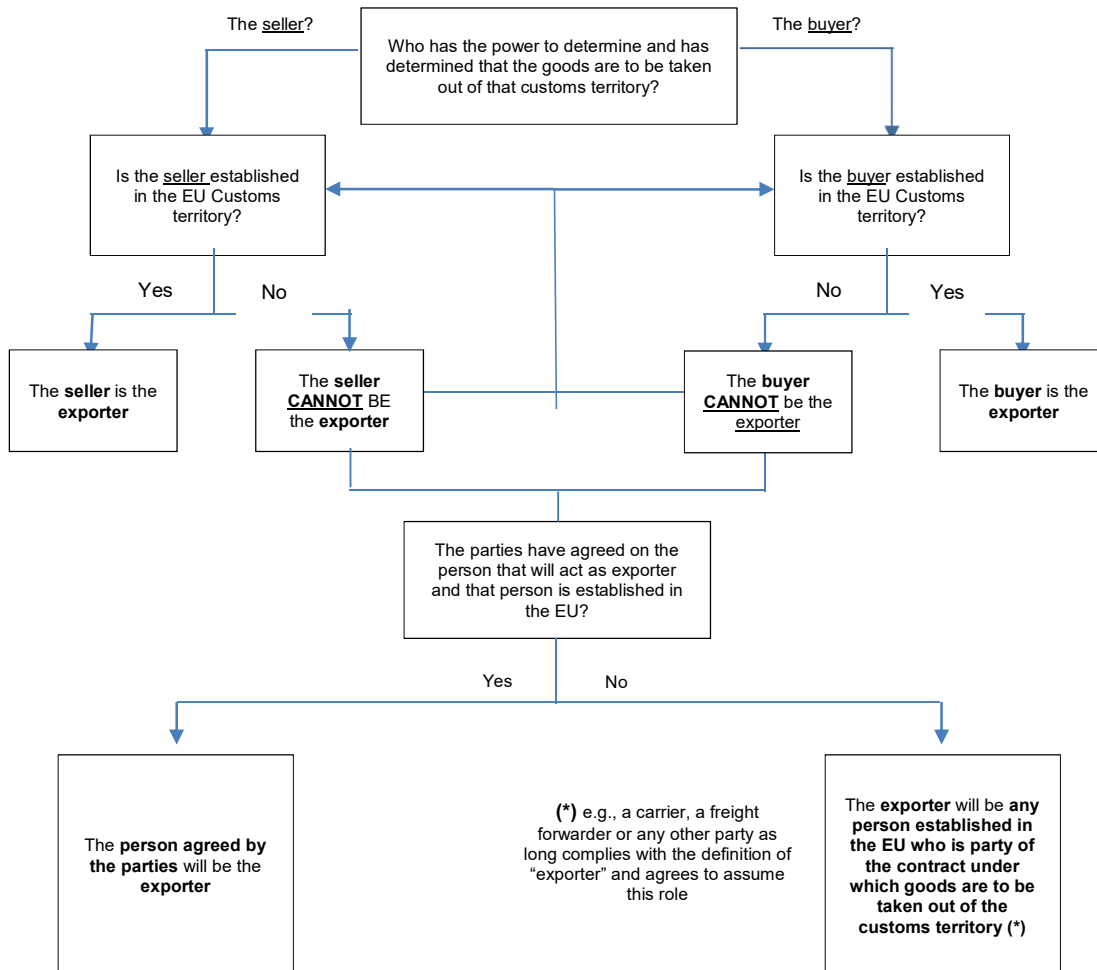 The seller?
The buyer?
Who has the power to determine and has
determined that the goods are to be taken
out of that customs territory?
Is the seller established
in the EU Customs
territory?
Is the buyer established
in the EU Customs
territory?
Yes
No
No
Yes
The seller is the
exporter
The seller
CANNOT BE
the exporter
The buyer
CANNOT be the
exporter
The buyer is the
exporter
The parties have agreed on the
person that will act as exporter
and that person is established in
the EU?
Yes
No
The person agreed by
the parties will be the
exporter
(*) e.g., a carrier, a freight
forwarder or any other party as
long complies with the definition of
“exporter” and agrees to assume
this role
The exporter will be any
person established in
the EU who is party of
the contract under
which goods are to be
taken out of the
customs territory (*)